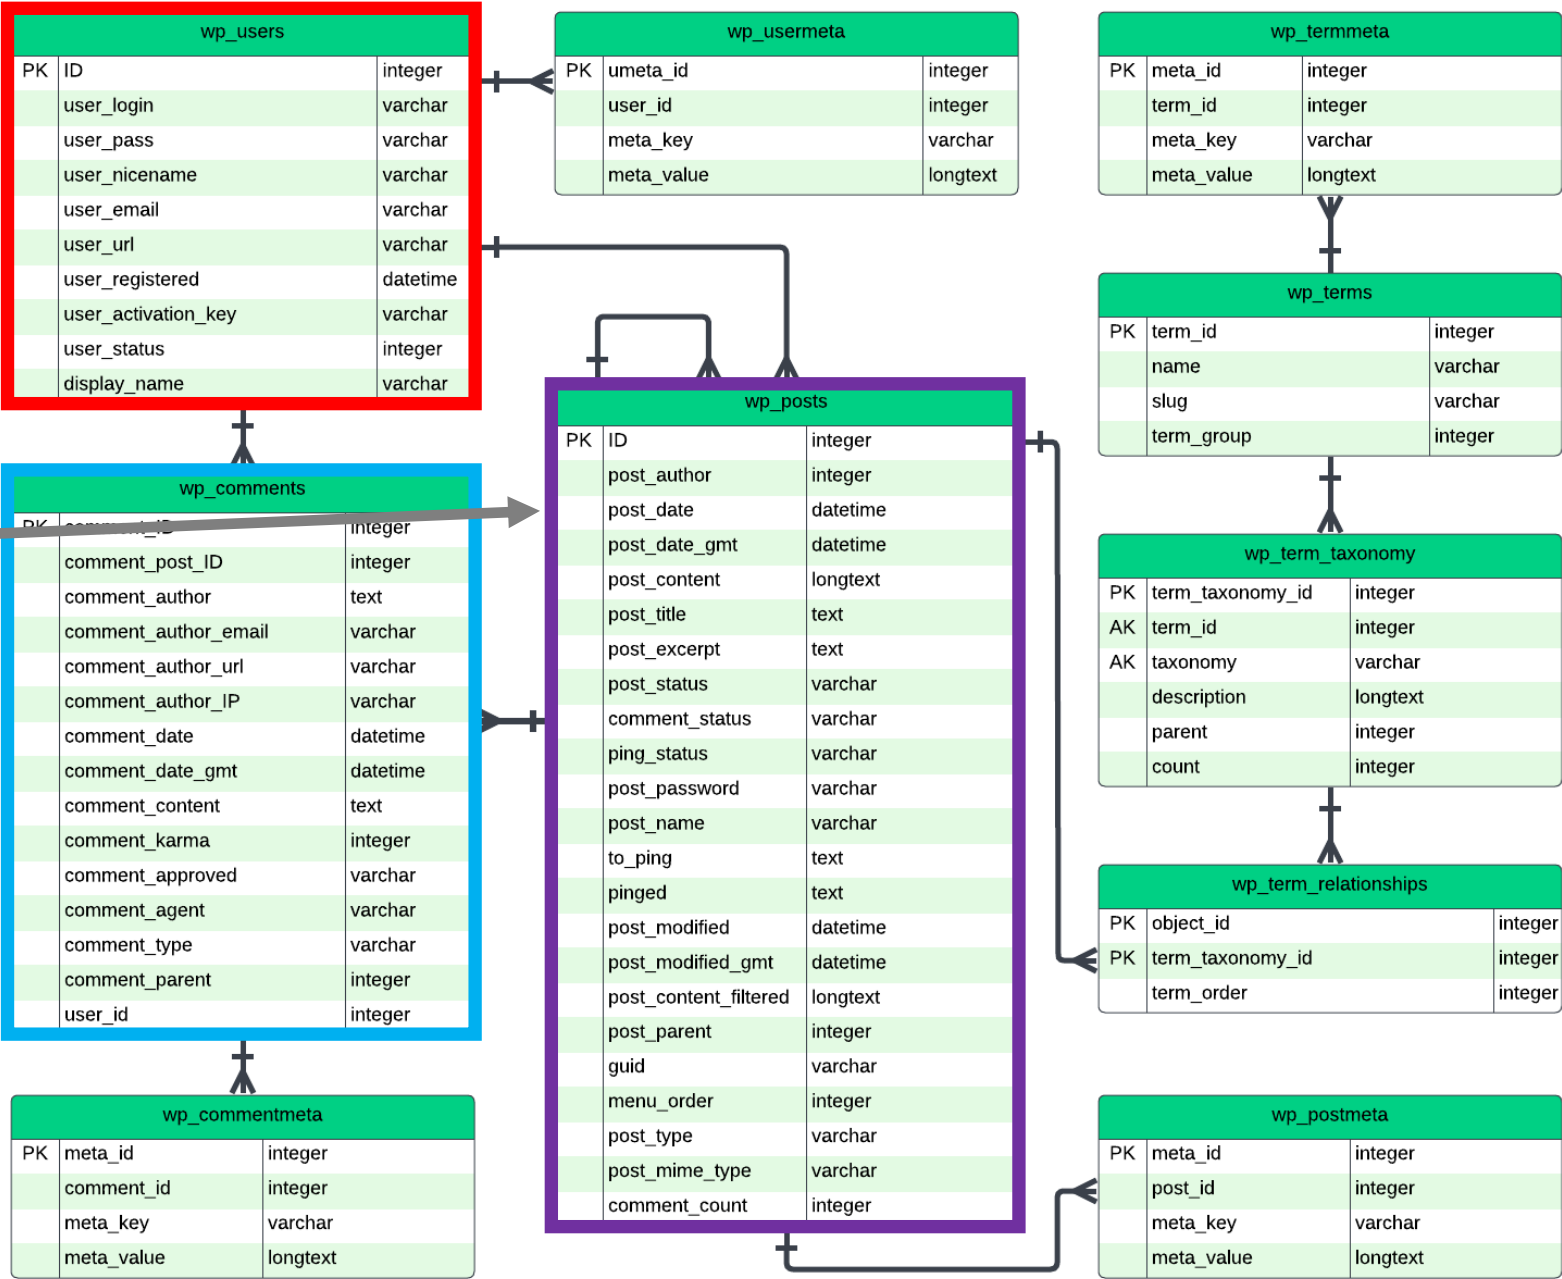 wp_users
PK ID integer
user_login varchar
user_pass varchar
user_nicename varchar
user_email varchar
user_url varchar
user_registered datetime
user_activation_key varchar
user_status integer
display_name varchar
wp_usermeta
PK umeta_id integer
user_id integer
meta_key varchar
meta_value longtext
wp_termmeta
PK meta_id integer
term_id integer
meta_key varchar
meta_value longtext
wp_terms
PK term_id integer
name varchar
slug varchar
term_group integer
wp_comments
PK comment_ID integer
comment_post_ID integer
comment_author text
comment_author_email varchar
comment_author_url varchar
comment_author_IP varchar
comment_date datetime
comment_date_gmt datetime
comment_content text
comment_karma integer
comment_approved varchar
comment_agent varchar
comment_type varchar
comment_parent integer
user_id integer
wp_posts
PK ID integer
post_author integer
post_date datetime
post_date_gmt datetime
post_content longtext
post_title text
post_excerpt text
post_status varchar
comment_status varchar
ping_status varchar
post_password varchar
post_name varchar
to_ping text
pinged text
post_modified datetime
post_modified_gmt datetime
post_content_filtered longtext
post_parent integer
guid varchar
menu_order integer
post_type varchar
post_mime_type varchar
comment_count integer
wp_term_taxonomy
PK term_taxonomy_id integer
AK term_id integer
AK taxonomy varchar
description longtext
parent integer
count integer
wp_term_relationships
PK object_id integer
PK term_taxonomy_id integer
term_order integer
wp_commentmeta
PK meta_id integer
comment_id integer
meta_key varchar
meta_value longtext
wp_postmeta
PK meta_id integer
post_id integer
meta_key varchar
meta_value longtext